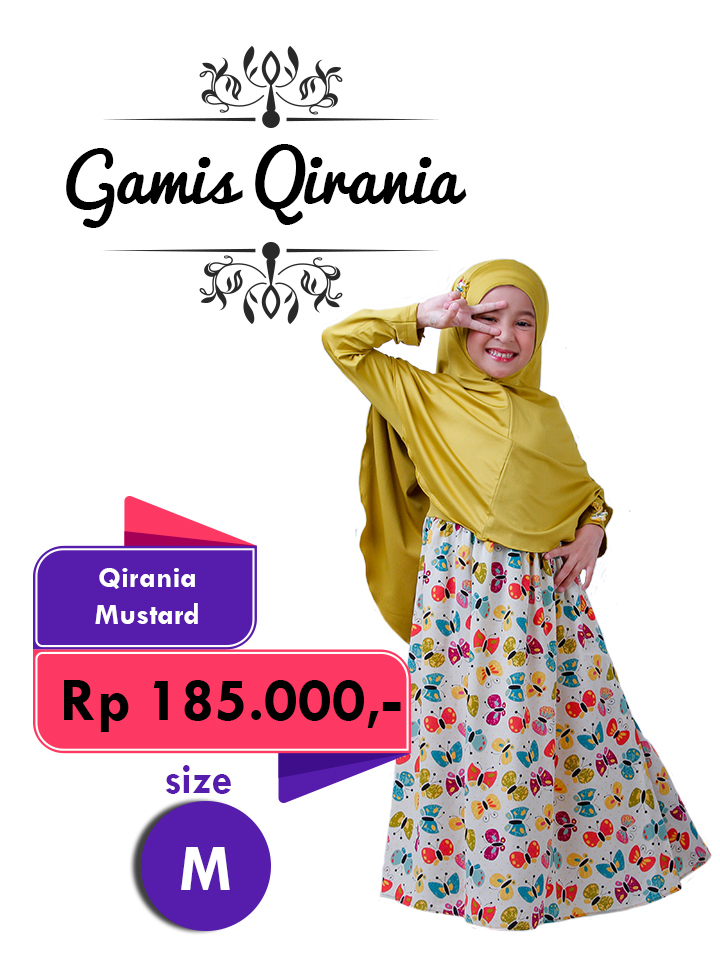 Gamis Qirania
Qirania
Mustard
Rp 185.000,-
size
M